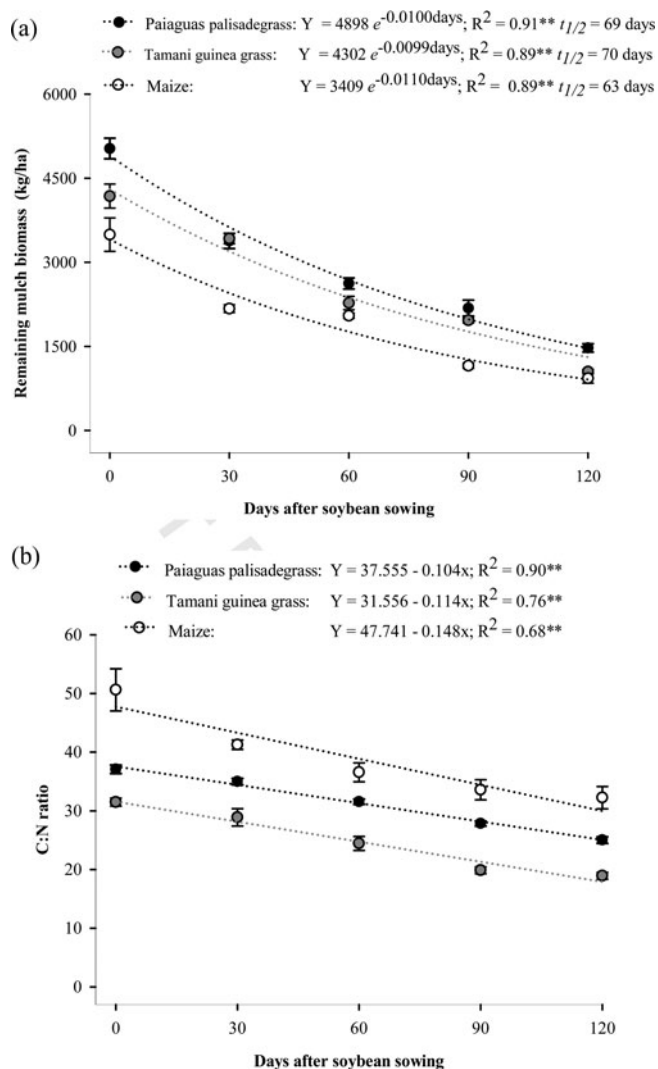 (a)
Paiaguas palisadegrass: Y = 4898 e^-0.0100days; R^2 = 0.91** t1/2 = 69 days
Tamani guinea grass: Y = 4302 e^-0.0099days; R^2 = 0.89** t1/2 = 70 days
Maize: Y = 3409 e^-0.0110days; R^2 = 0.89** t1/2 = 63 days
Remaining mulch biomass (kg/ha)
6000
4500
3000
1500
0
0 30 60 90 120
Days after soybean sowing
(b)
Paiaguas palisadegrass: Y = 37.555 - 0.104x; R^2 = 0.90**
Tamani guinea grass: Y = 31.556 - 0.114x; R^2 = 0.76**
Maize: Y = 47.741 - 0.148x; R^2 = 0.68**
C:N ratio
60
50
40
30
20
10
0
0 30 60 90 120
Days after soybean sowing